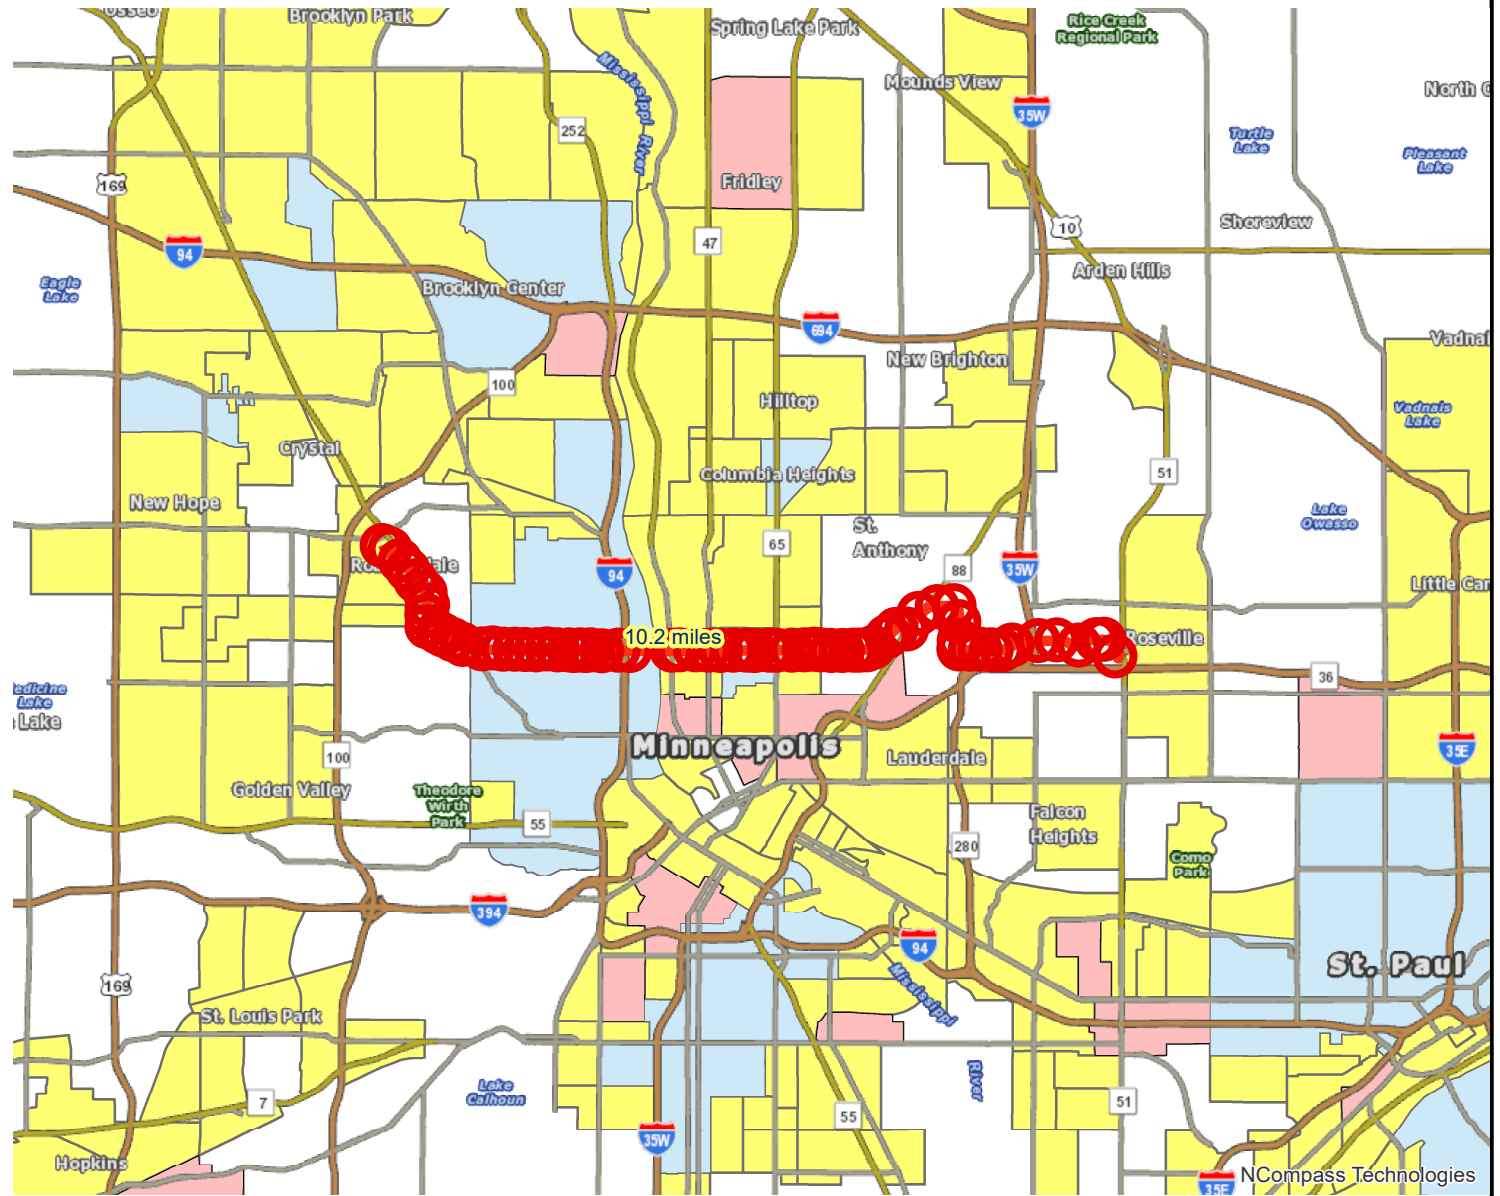 Osseo
Brooklyn Park
Spring Lake Park
Rice Creek
Regional Park
Mississippi River
Mounds View
North
35W
252
Turtle
Lake
Pleasant
Lake
169
Fridley
10
Shoreview
94
47
Arden Hills
Eagle
Lake
Brooklyn Center
694
New Brighton
100
Hilltop
Vadnais
Lake
Crystal
Columbia Heights
51
New Hope
Lake
Owasso
St.
Anthony
65
88
35W
94
Little
10.2 miles
Roseville
36
Lake
Lake
Minneapolis
35E
100
Lauderdale
Golden Valley
Theodore
Wirth
Park
55
Falcon
Heights
280
Como
Park
394
94
St. Paul
169
Mississippi
St. Louis Park
River
Lake
Calhoun
7
51
55
35W
Hopkins
35E
NCompass Technologies